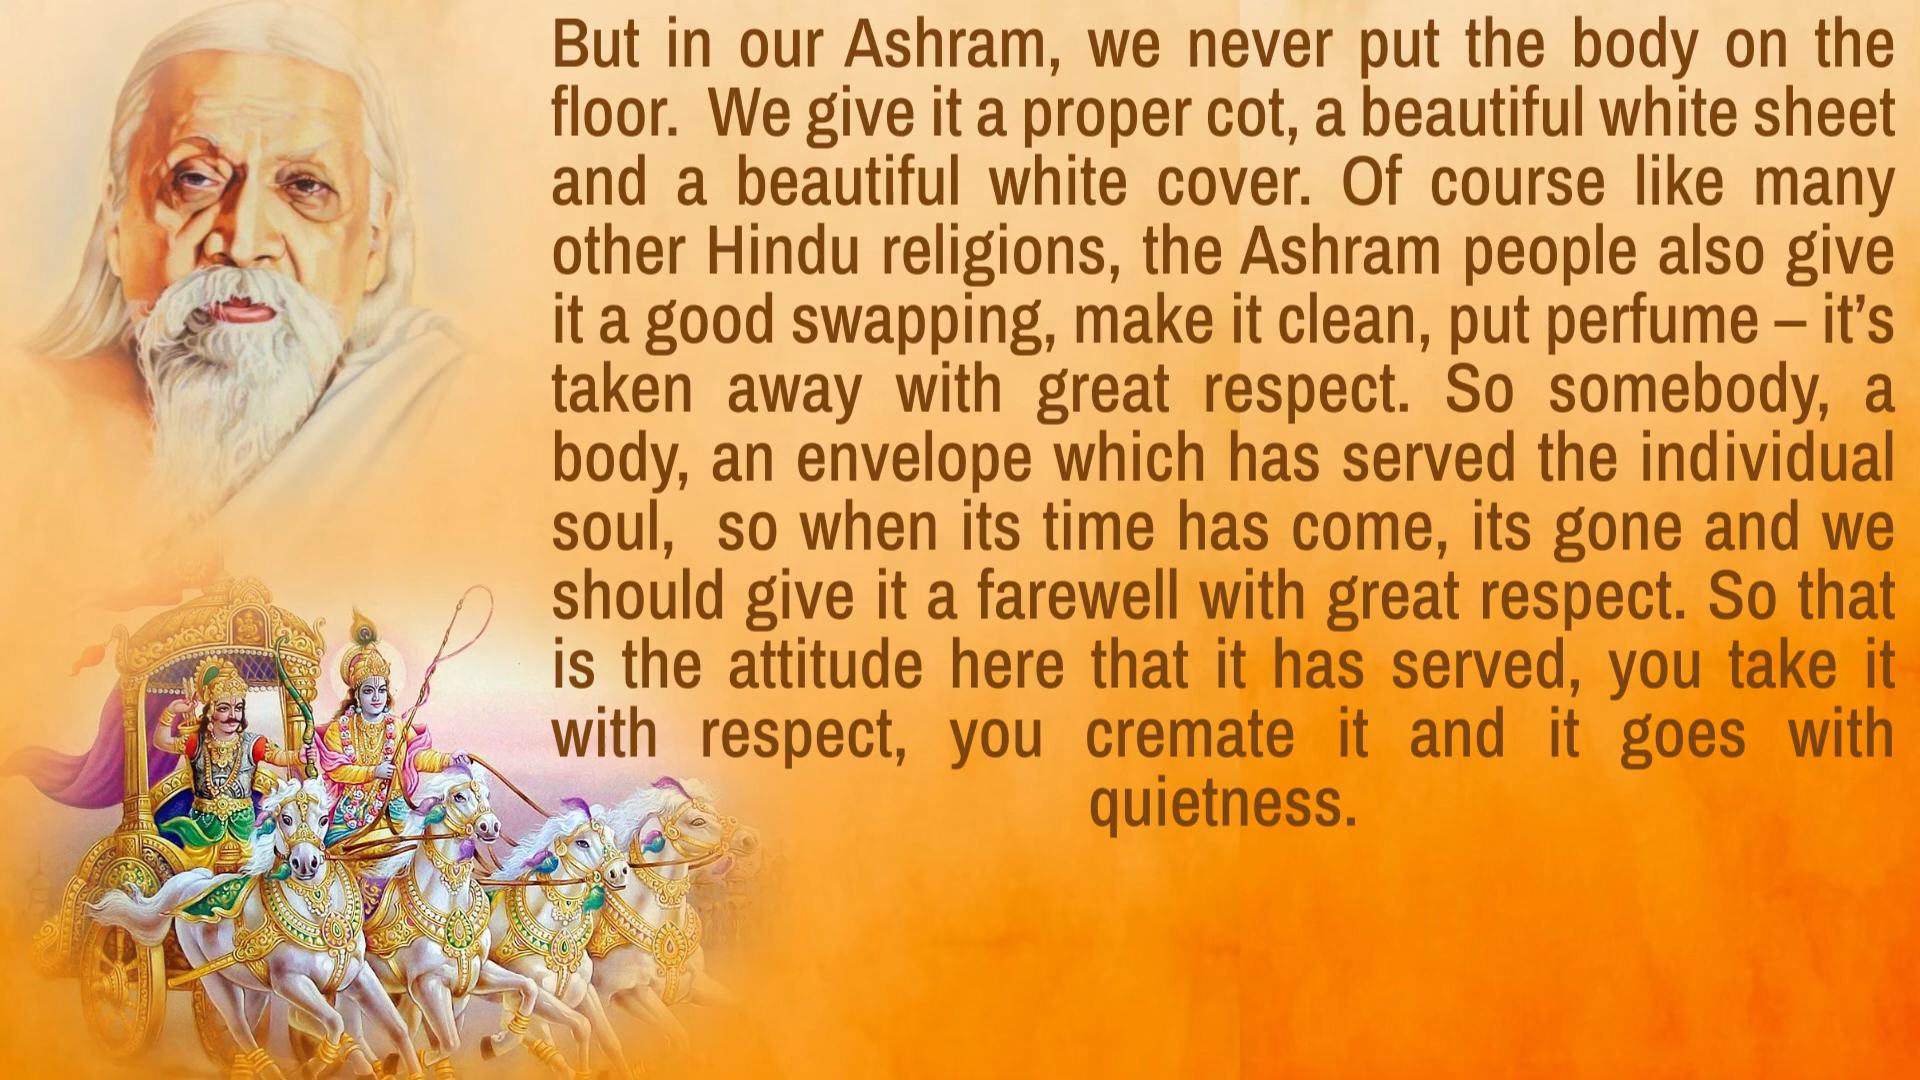 But in our Ashram, we never put the body on the
floor.  We give it a proper cot, a beautiful white sheet
and a beautiful white cover. Of course like many
other Hindu religions, the Ashram people also give
it a good swapping, make it clean, put perfume – it’s
taken away with great respect. So somebody, a
body, an envelope which has served the individual
soul,  so when its time has come, its gone and we
should give it a farewell with great respect. So that
is the attitude here that it has served, you take it
with respect, you cremate it and it goes with
quietness.